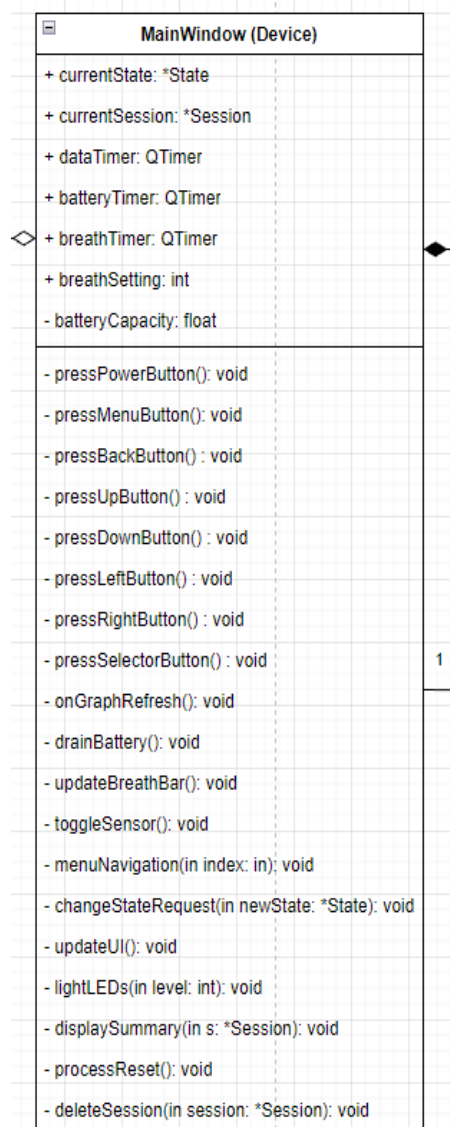 MainWindow (Device)
+ currentState: *State
+ currentSession: *Session
+ dataTimer: QTimer
+ batteryTimer: QTimer
+ breathTimer: QTimer
+ breathSetting: int
- batteryCapacity: float
- pressPowerButton(): void
- pressMenuButton(): void
- pressBackButton() : void
- pressUpButton() : void
- pressDownButton() : void
- pressLeftButton() : void
- pressRightButton() : void
- pressSelectorButton() : void
1
- onGraphRefresh(): void
- drainBattery(): void
- updateBreathBar(): void
- toggleSensor(): void
- menuNavigation(in index: in): void
- changeStateRequest(in newState: *State): void
- updateUI(): void
- lightLEDs(in level: int): void
- displaySummary(in s: *Session): void
- processReset(): void
- deleteSession(in session: *Session): void